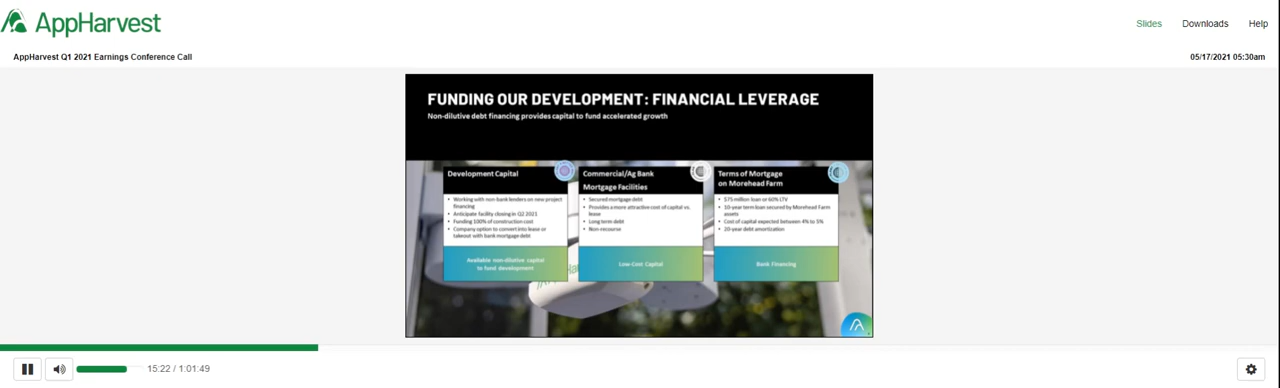 AppHarvest
Slides Downloads Help
AppHarvest Q1 2021 Earnings Conference Call
05/17/2021 05:30am
FUNDING OUR DEVELOPMENT: FINANCIAL LEVERAGE
Non-dilutive debt financing provides capital to fund accelerated growth
Development Capital
• Working with non-bank lenders on new project
financing
• Anticipate facility closing in Q2 2021
• Funding 100% of construction cost
• Company option to convert into lease or
takeout with bank mortgage debt
Available non-dilutive capital
to fund development
Commercial/Ag Bank
Mortgage Facilities
• Secured mortgage debt
• Provides a more attractive cost of capital vs.
lease
• Long term debt
• Non-recourse
Low-Cost Capital
Terms of Mortgage
on Morehead Farm
• $75 million loan or 60% LTV
• 10-year term loan secured by Morehead Farm
assets
• Cost of capital expected between 4% to 5%
• 20-year debt amortization
Bank Financing
15:22 / 1:01:49